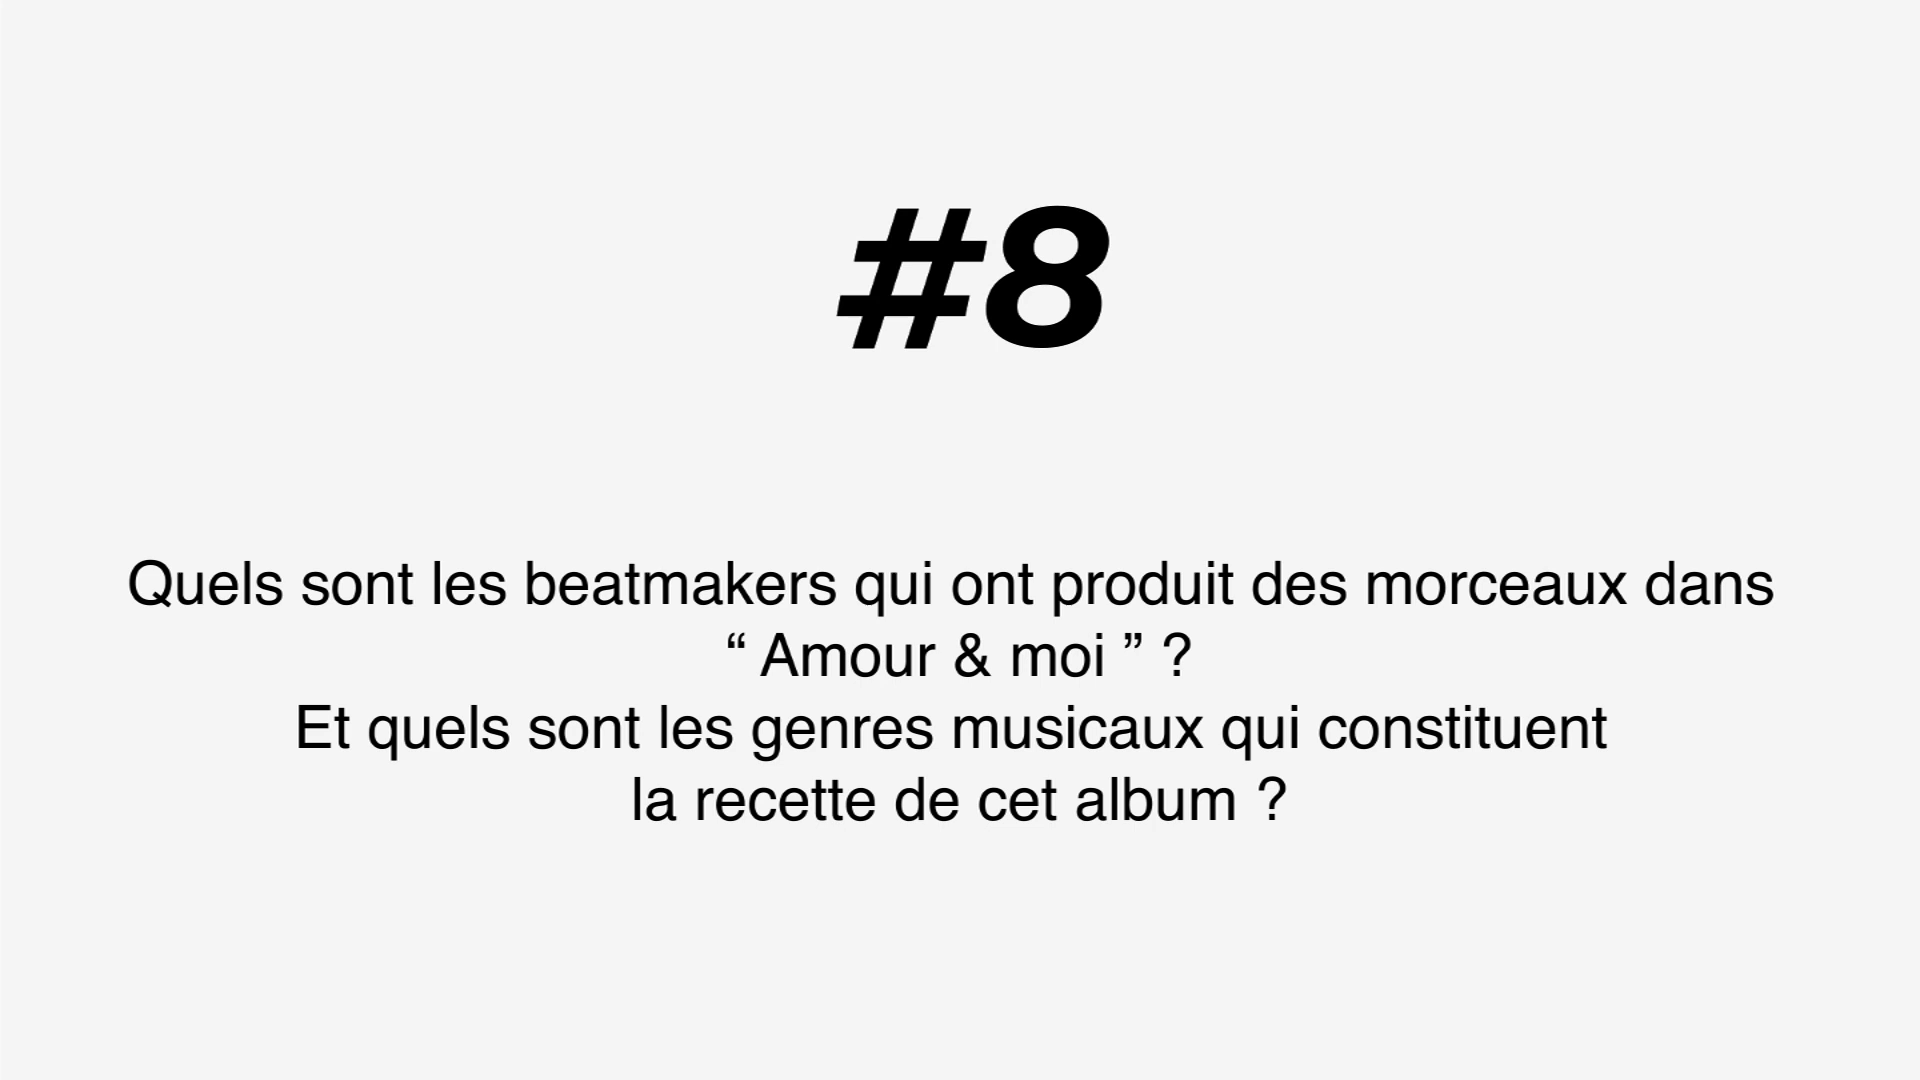 #8
Quels sont les beatmakers qui ont produit des morceaux dans
“ Amour & moi ” ?
Et quels sont les genres musicaux qui constituent
la recette de cet album ?